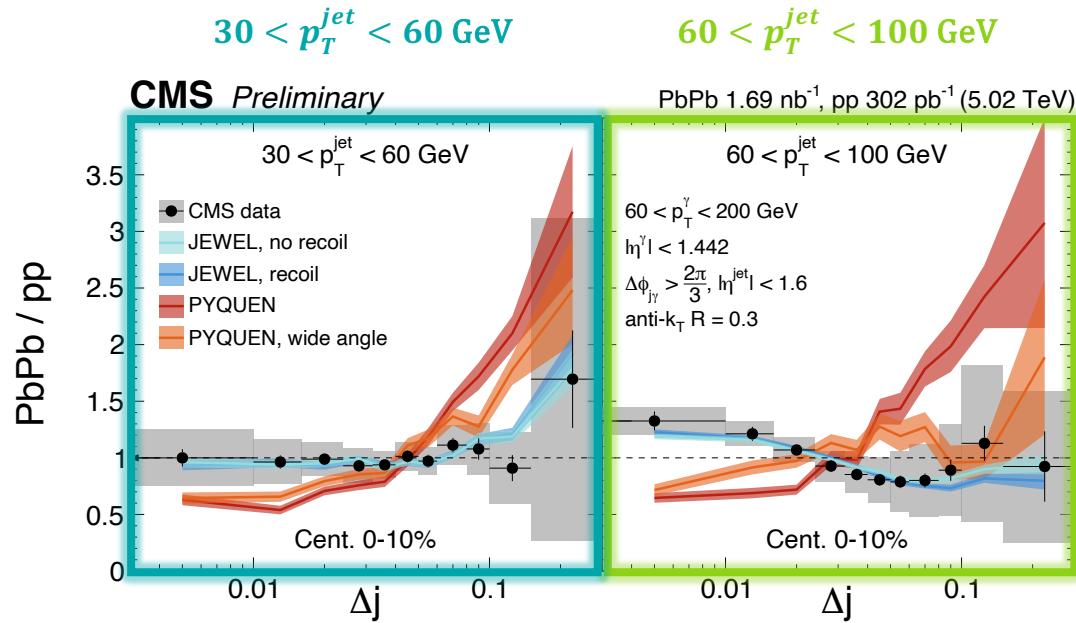 30 < p_T^{jet} < 60 GeV
60 < p_T^{jet} < 100 GeV
CMS Preliminary
PbPb 1.69 nb⁻¹, pp 302 pb⁻¹ (5.02 TeV)
30 < p_T^{jet} < 60 GeV
CMS data
JEWEL, no recoil
JEWEL, recoil
PYQUEN
PYQUEN, wide angle
Cent. 0-10%
60 < p_T^{jet} < 100 GeV
60 < p_T^γ < 200 GeV
|η^γ| < 1.442
Δφ_{jγ} > 2π/3, |η^{jet}| < 1.6
anti-k_T R = 0.3
Cent. 0-10%
PbPb / pp
3.5
3
2.5
2
1.5
1
0.5
0
0.01
0.1
0.01
0.1
Δj
Δj